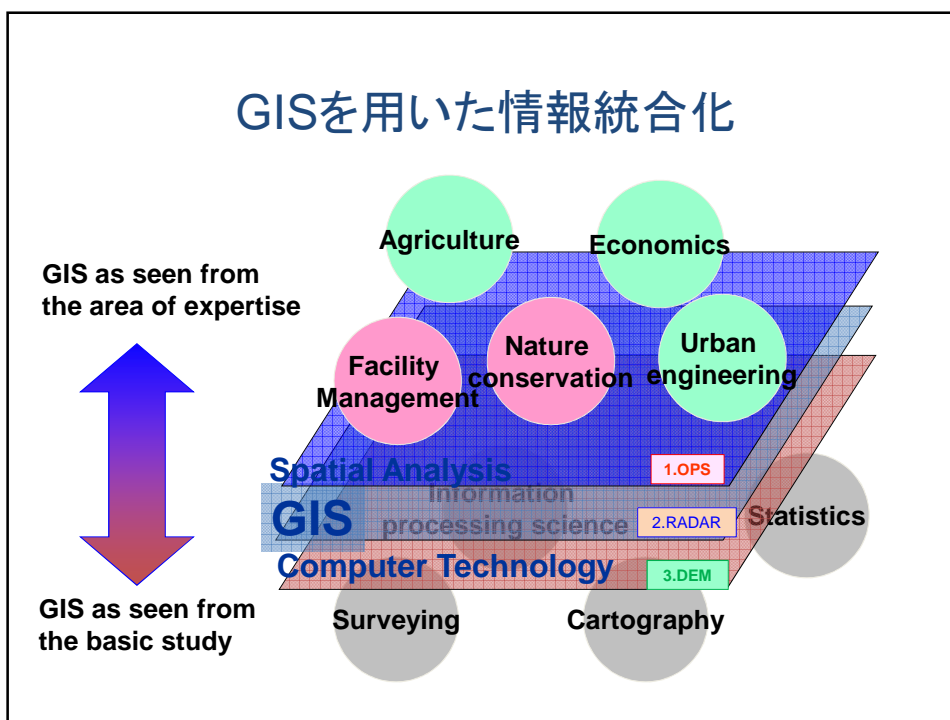 GISを用いた情報統合化
Agriculture
Economics
GIS as seen from
the area of expertise
Facility
Management
Nature
conservation
Urban
engineering
Spatial Analysis
1.OPS
Information
processing science
GIS
2.RADAR
Statistics
Computer Technology
3.DEM
GIS as seen from
the basic study
Surveying
Cartography